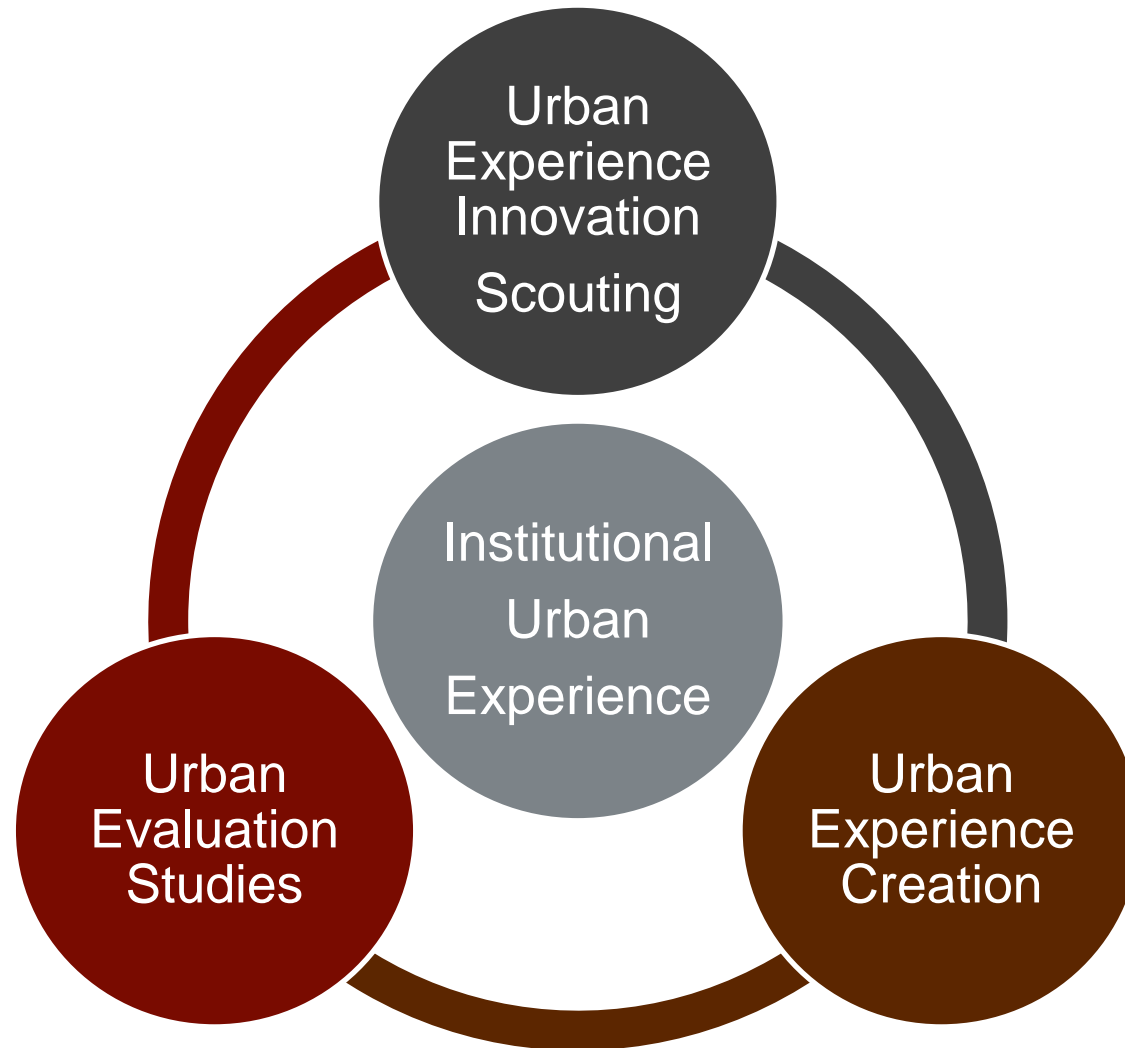 Urban
Experience
Innovation
Scouting
Institutional
Urban
Experience
Urban
Evaluation
Studies
Urban
Experience
Creation